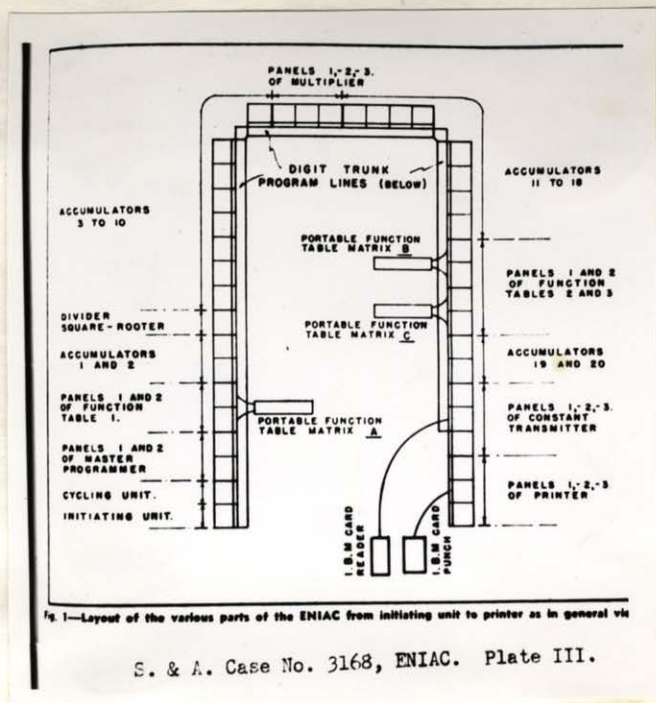 PANELS 1,-2,-3.
OF MULTIPLIER
DIGIT TRUNK
PROGRAM LINES (BELOW)
ACCUMULATORS
3 TO 10
DIVIDER
SQUARE-ROOTER
ACCUMULATORS
1 AND 2
PANELS 1 AND 2
OF FUNCTION
TABLE 1.
PANELS 1 AND 2
OF MASTER
PROGRAMMER
CYCLING UNIT.
INITIATING UNIT.
PORTABLE FUNCTION
TABLE MATRIX B
PORTABLE FUNCTION
TABLE MATRIX C
PORTABLE FUNCTION
TABLE MATRIX A
I.B.M CARD
READER
I.B.M CARD
PUNCH
ACCUMULATORS
11 TO 18
PANELS 1 AND 2
OF FUNCTION
TABLES 2 AND 3
ACCUMULATORS
19 AND 20
PANELS 1,-2,-3.
OF CONSTANT
TRANSMITTER
PANELS 1,-2,-3
OF PRINTER
Fig. 1—Layout of the various parts of the ENIAC from initiating unit to printer as in general
S. & A. Case No. 3168, ENIAC. Plate III.